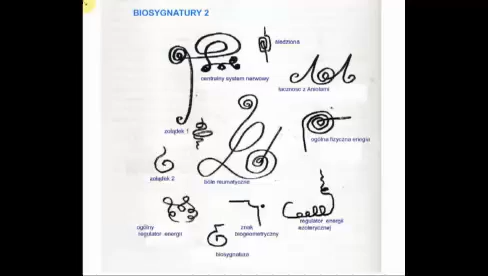 BIOSYGNATURY 2
śledziona
centralny system nerwowy
łączność z Aniołami
żołądek 1
ogólna fizyczna energia
żołądek 2
bóle reumatyczne
ogólny
regulator energii
znak
biogeometryczny
regulator energii
ezoterycznej
biosygnatura